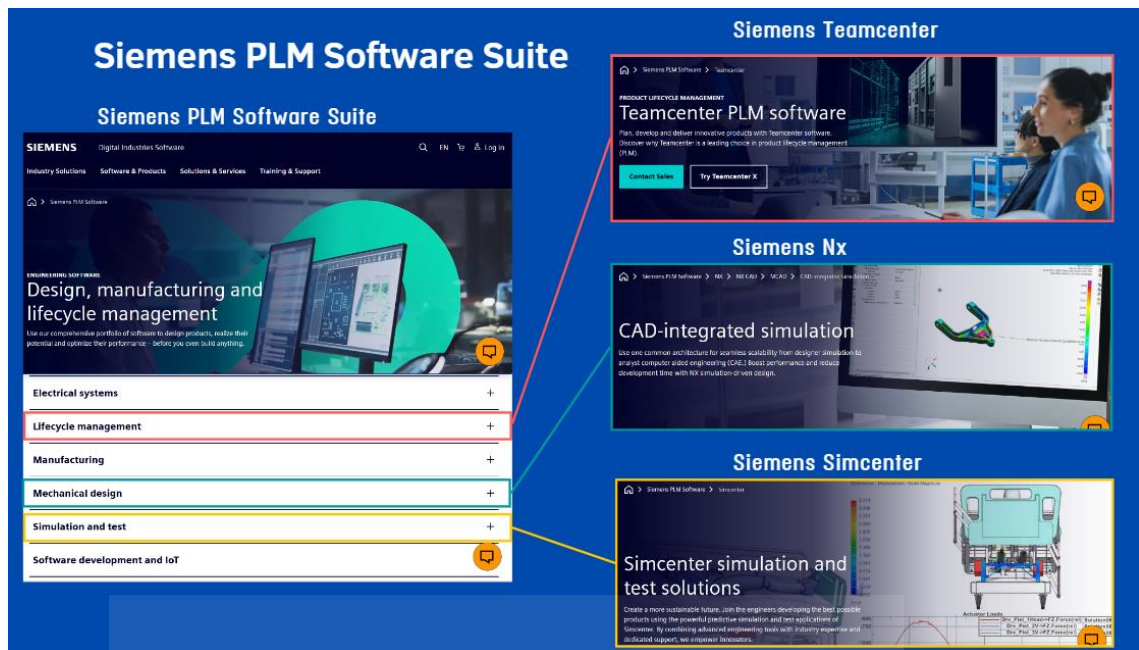 Siemens PLM Software Suite
Siemens PLM Software Suite
SIEMENS Digital Industries Software EN Log in
Industry Solutions Software & Products Solutions & Services Training & Support
Siemens PLM Software
ENGINEERING SOFTWARE
Design, manufacturing and
lifecycle management
Use our comprehensive portfolio of software to design products, realize their
potential and optimize their performance – before you even build anything.
Electrical systems
Lifecycle management
Manufacturing
Mechanical design
Simulation and test
Software development and IoT
Siemens Teamcenter
Siemens PLM Software > Teamcenter
PRODUCT LIFECYCLE MANAGEMENT
Teamcenter PLM software
Plan, develop and deliver innovative products with Teamcenter software.
Discover why Teamcenter is a leading choice in product lifecycle management
(PLM).
Contact Sales Try Teamcenter X
Siemens Nx
Siemens PLM Software > NX > NX CAD > MCAD > CAD-integrated simulation
CAD-integrated simulation
Use one common architecture for seamless scalability from designer simulation to
analyst computer aided engineering (CAE.) Boost performance and reduce
development time with NX simulation-driven design.
Siemens Simcenter
Siemens PLM Software > Simcenter
Simcenter simulation and
test solutions
Create a more sustainable future. Join the engineers developing the best possible
products using the powerful predictive simulation and test applications of
Simcenter. By combining advanced engineering tools with industry expertise and
dedicated support, we empower innovators.
Actuator Loads